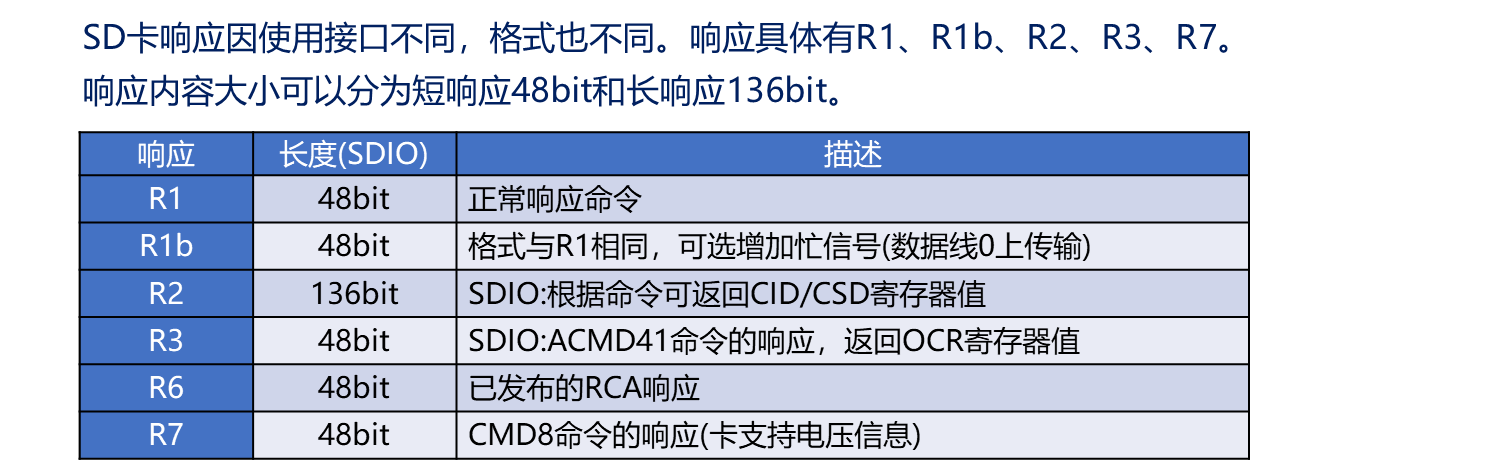 SD卡响应因使用接口不同，格式也不同。响应具体有R1、R1b、R2、R3、R7。
响应内容大小可以分为短响应48bit和长响应136bit。
响应 长度(SDIO) 描述
R1 48bit 正常响应命令
R1b 48bit 格式与R1相同，可选增加忙信号(数据线0上传输)
R2 136bit SDIO:根据命令可返回CID/CSD寄存器值
R3 48bit SDIO:ACMD41命令的响应，返回OCR寄存器值
R6 48bit 已发布的RCA响应
R7 48bit CMD8命令的响应(卡支持电压信息)